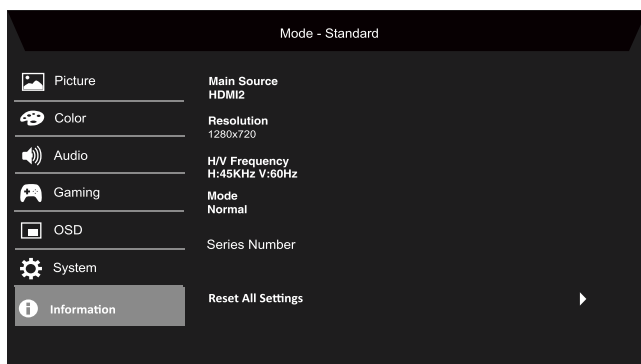 Mode - Standard
Picture
Color
Audio
Gaming
OSD
System
Information
Main Source
HDMI2
Resolution
1280x720
H/V Frequency
H:45KHz V:60Hz
Mode
Normal
Series Number
Reset All Settings